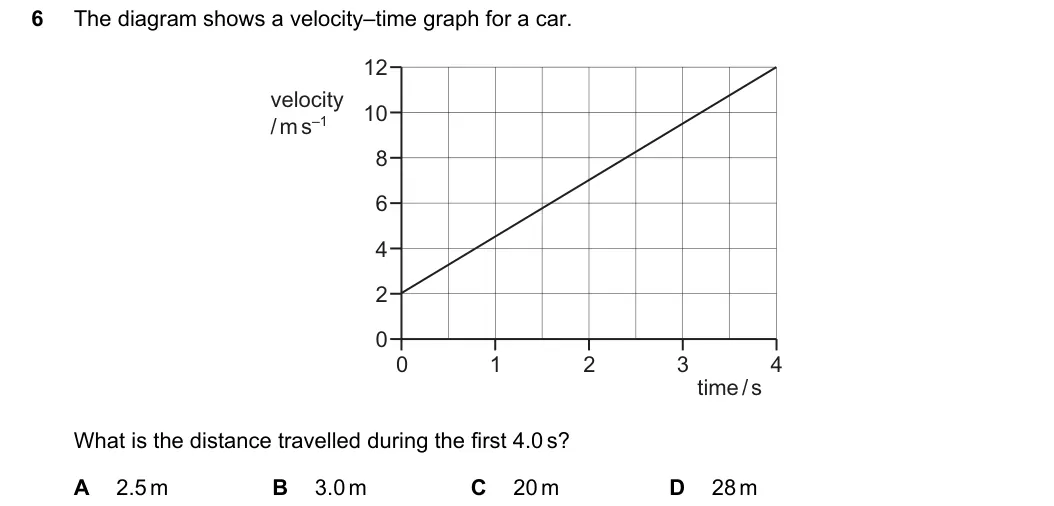 6 The diagram shows a velocity–time graph for a car.
12
velocity
/ m s⁻¹
10
8
6
4
2
0
0 1 2 3 4
time / s
What is the distance travelled during the first 4.0 s?
A 2.5 m B 3.0 m C 20 m D 28 m